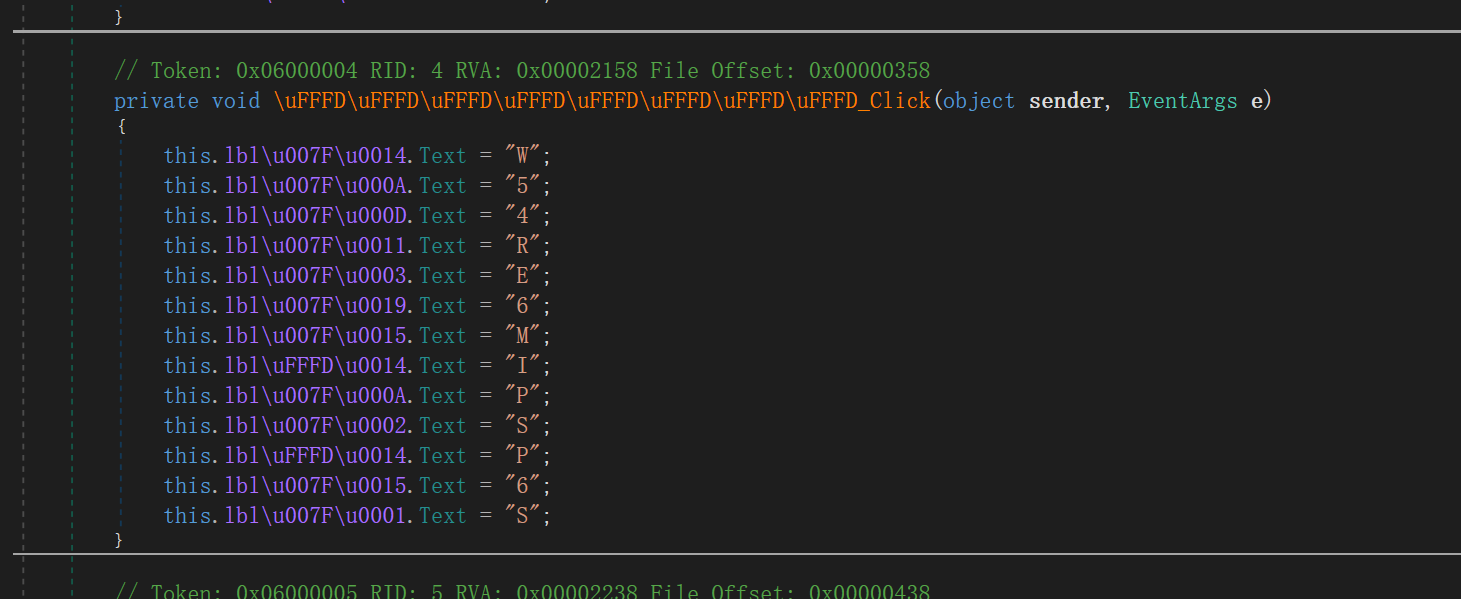 }
// Token: 0x06000004 RID: 4 RVA: 0x00002158 File Offset: 0x00000358
private void \uFFFD\uFFFD\uFFFD\uFFFD\uFFFD\uFFFD\uFFFD\uFFFD_Click(object sender, EventArgs e)
{
this.lbl\u007F\u0014.Text = "W";
this.lbl\u007F\u000A.Text = "5";
this.lbl\u007F\u000D.Text = "4";
this.lbl\u007F\u0011.Text = "R";
this.lbl\u007F\u0003.Text = "E";
this.lbl\u007F\u0019.Text = "6";
this.lbl\u007F\u0015.Text = "M";
this.lbl\uFFFD\u0014.Text = "I";
this.lbl\u007F\u000A.Text = "P";
this.lbl\u007F\u0002.Text = "S";
this.lbl\uFFFD\u0014.Text = "P";
this.lbl\u007F\u0015.Text = "6";
this.lbl\u007F\u0001.Text = "S";
}
// Token: 0x06000005 RID: 5 RVA: 0x00002238 File Offset: 0x00000438